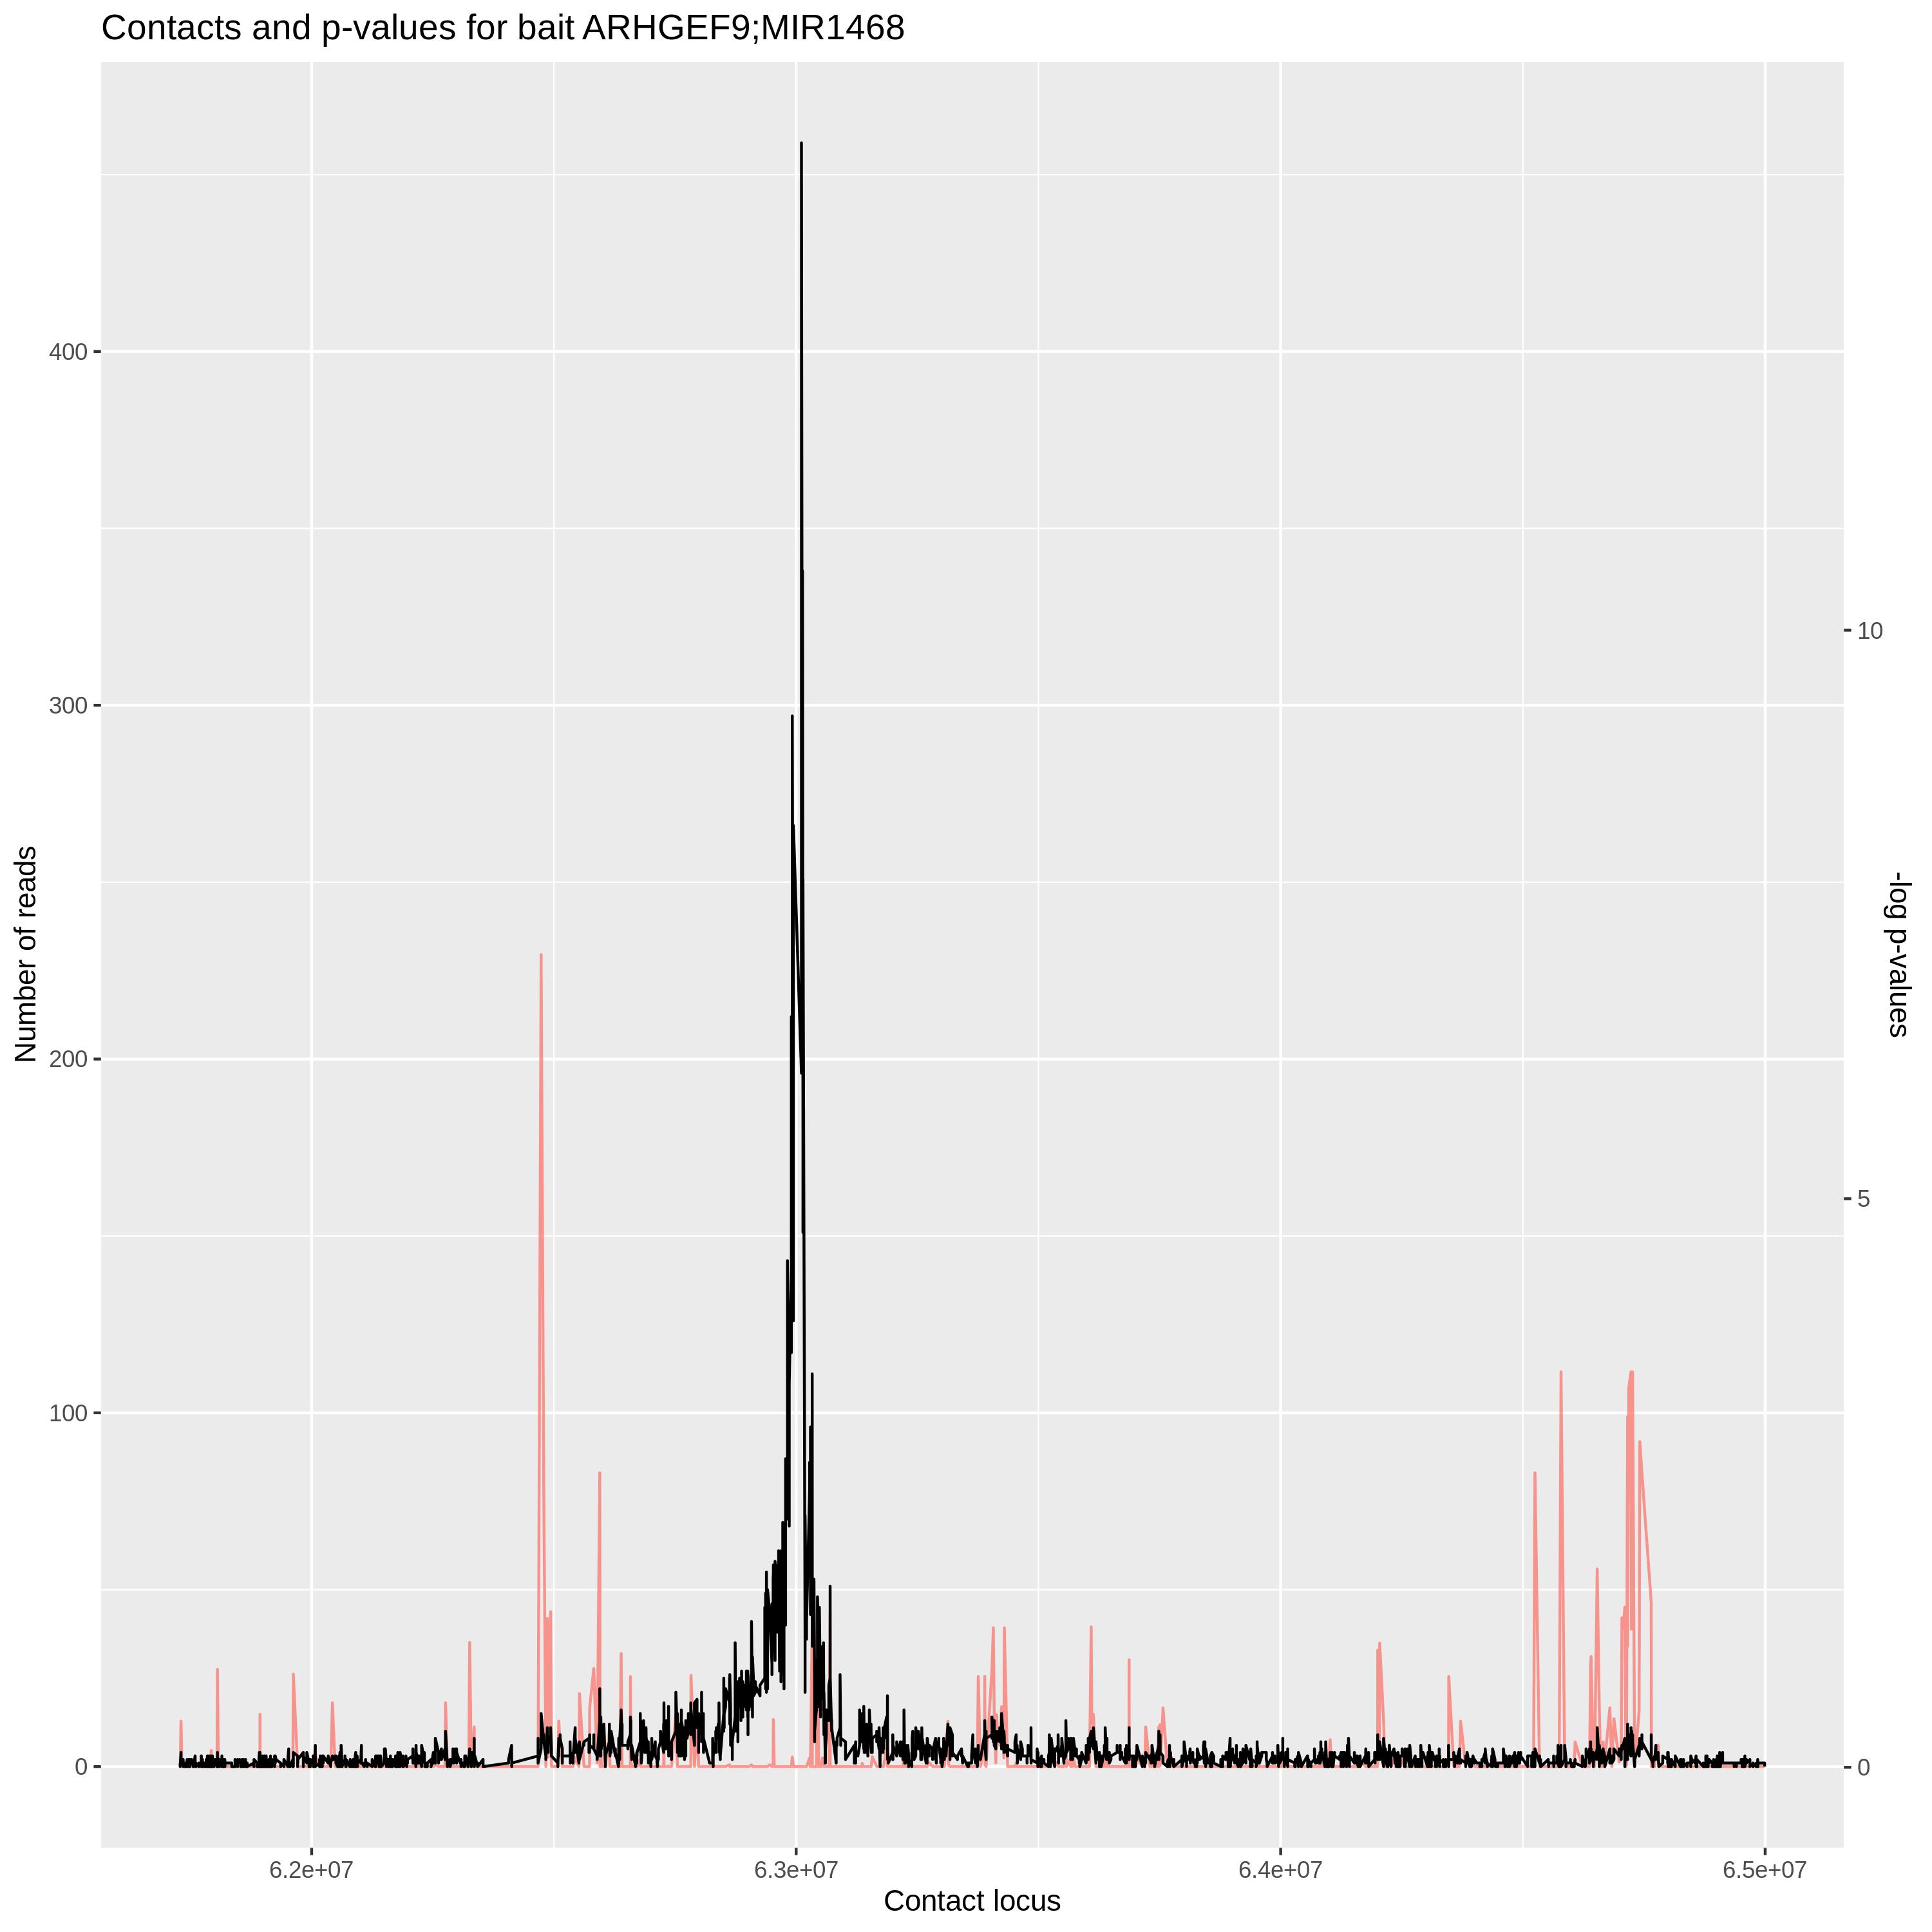 Contacts and p-values for bait ARHGEF9;MIR1468
400
300
200
100
0
Number of reads
10
5
0
-log p-values
6.2e+07 6.3e+07 6.4e+07 6.5e+07
Contact locus